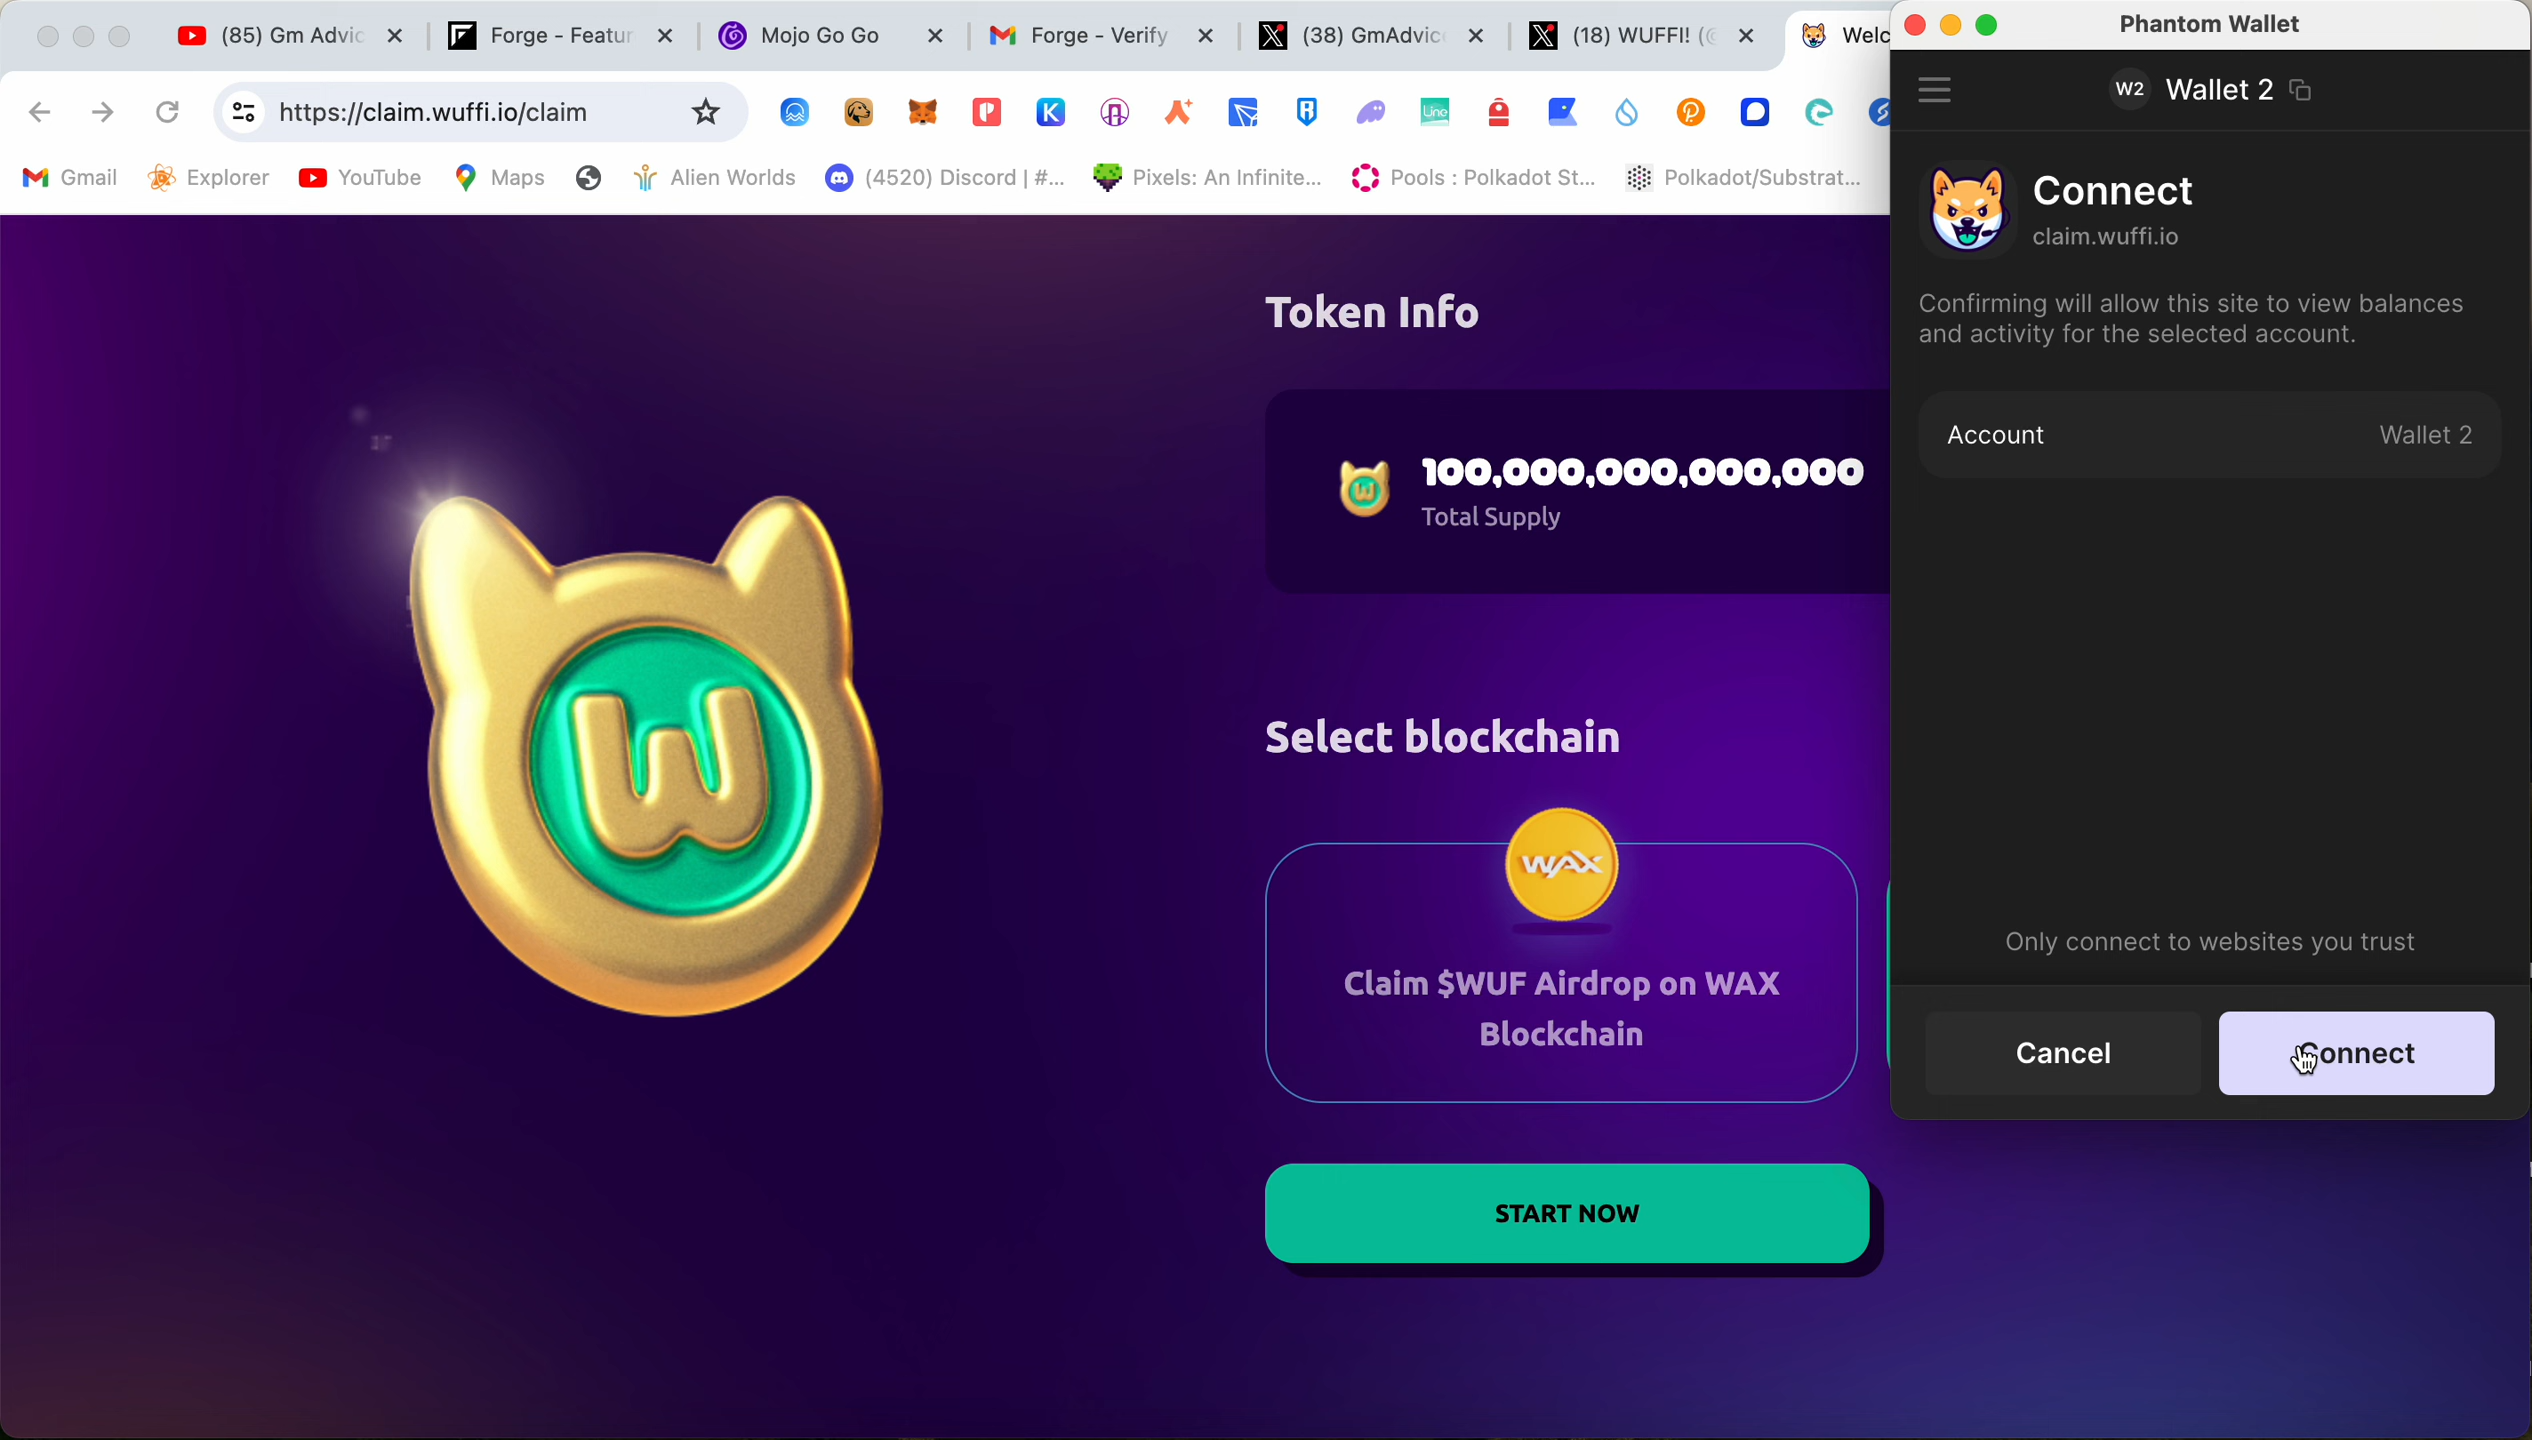 (85) Gm Advic
Forge - Featur
Mojo Go Go
Forge - Verify
(38) GmAdvic
(18) WUFFI! (@
Welc
https://claim.wuffi.io/claim
Gmail
Explorer
YouTube
Maps
Alien Worlds
(4520) Discord | #...
Pixels: An Infinite...
Pools : Polkadot St...
Polkadot/Substrat...
Token Info
100,000,000,000,000
Total Supply
Select blockchain
WAX
Claim $WUF Airdrop on WAX
Blockchain
START NOW
W
Phantom Wallet
W2 Wallet 2
Connect
claim.wuffi.io
Confirming will allow this site to view balances
and activity for the selected account.
Account Wallet 2
Only connect to websites you trust
Cancel
Connect